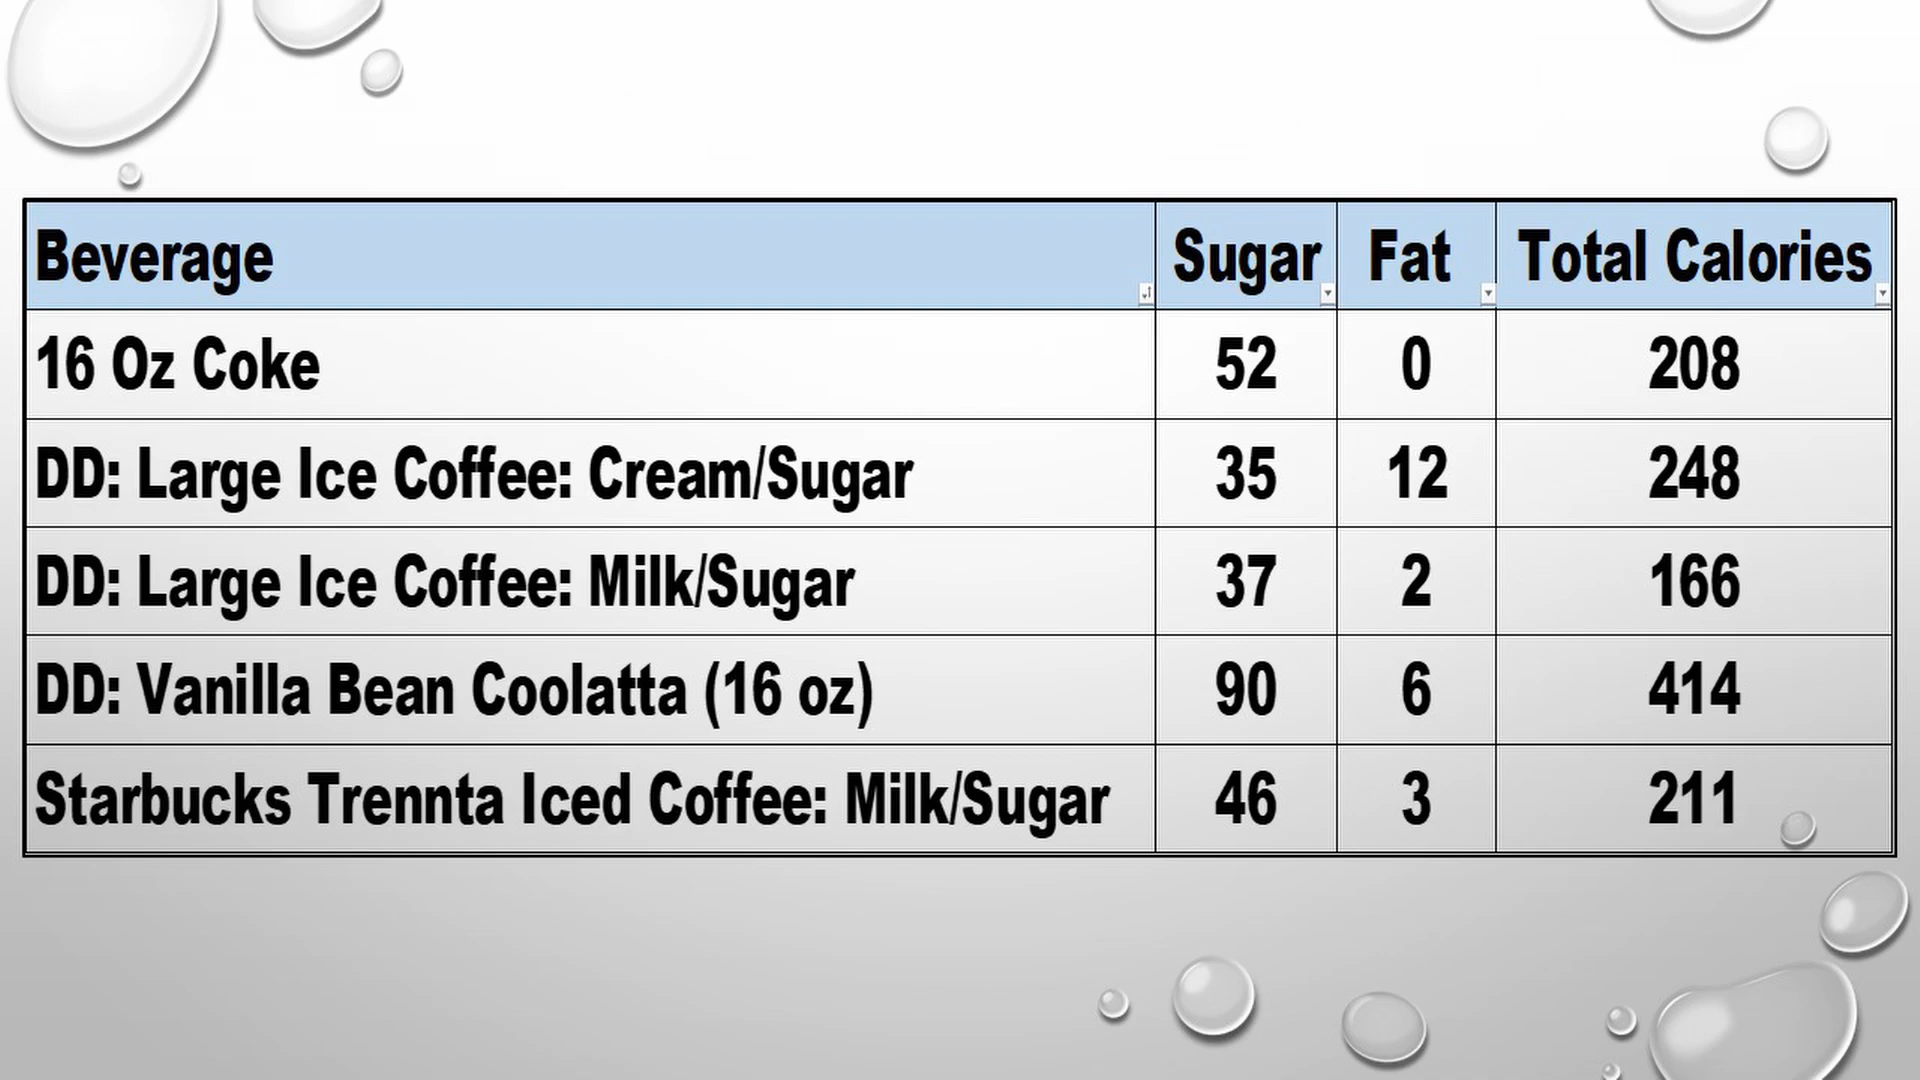 Beverage Sugar Fat Total Calories
16 Oz Coke 52 0 208
DD: Large Ice Coffee: Cream/Sugar 35 12 248
DD: Large Ice Coffee: Milk/Sugar 37 2 166
DD: Vanilla Bean Coolatta (16 oz) 90 6 414
Starbucks Trennta Iced Coffee: Milk/Sugar 46 3 211